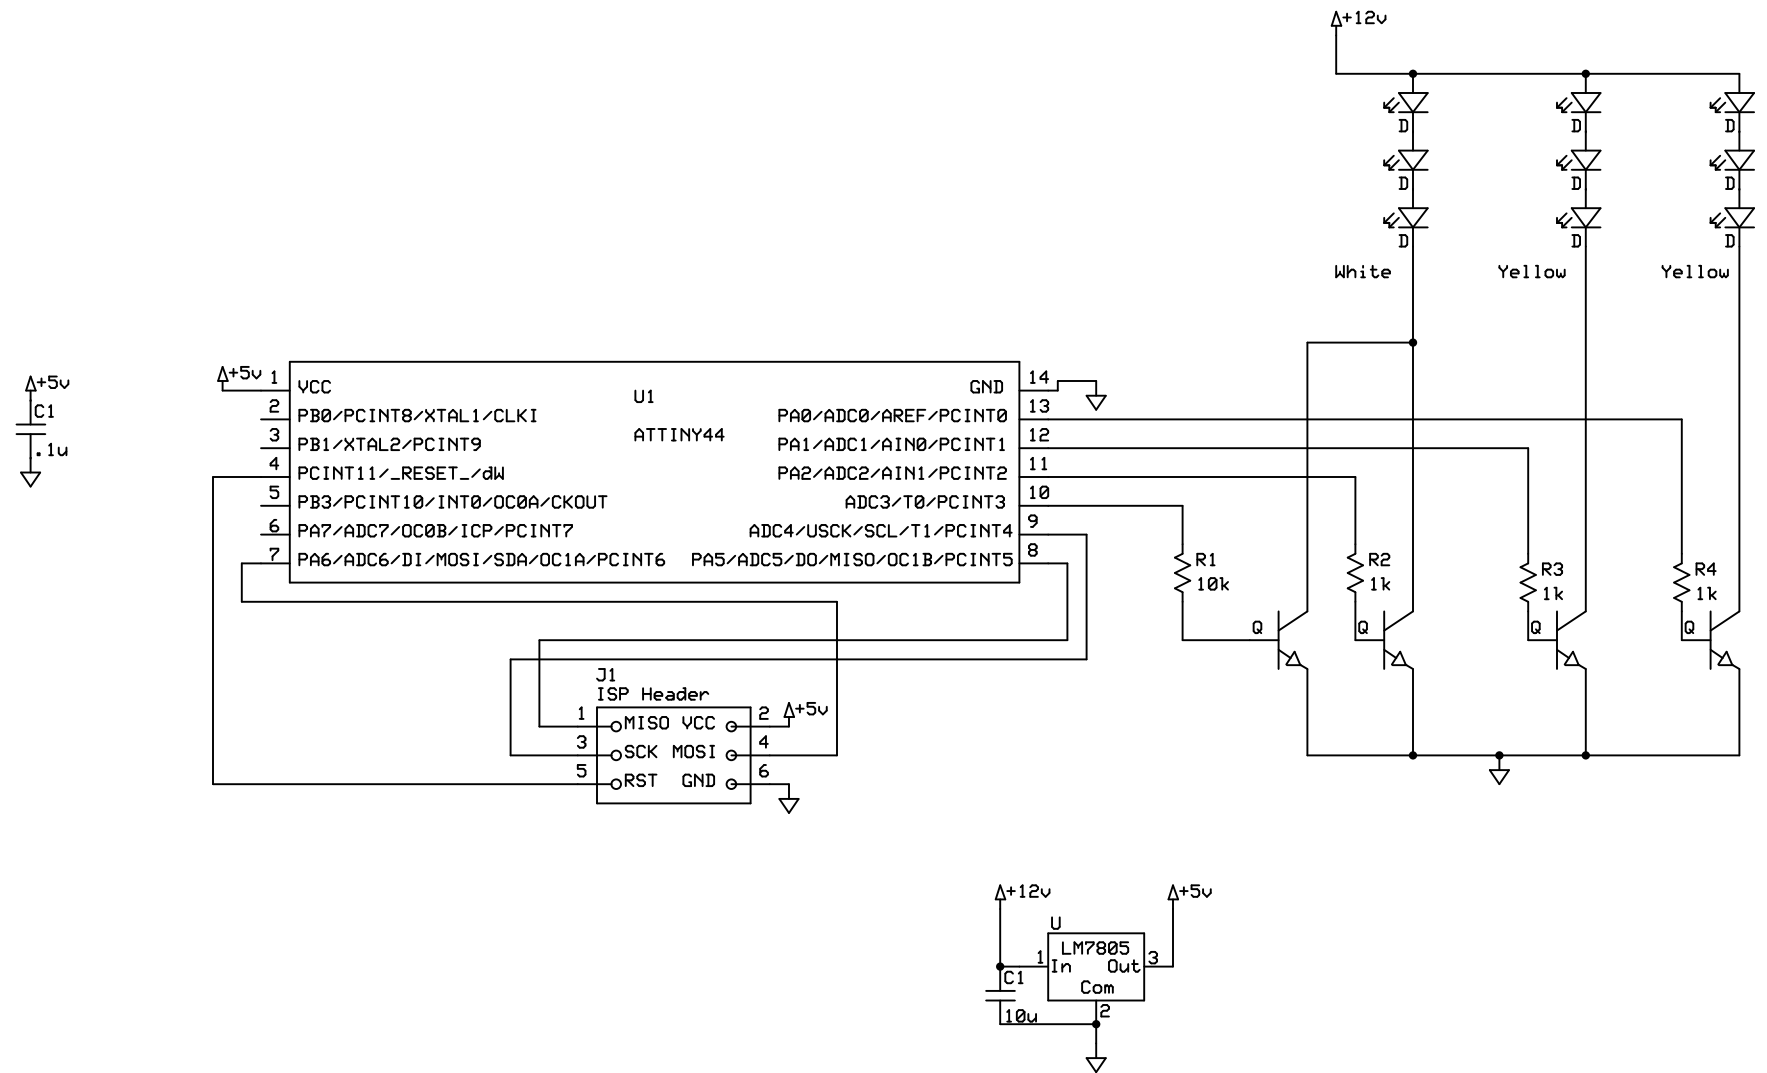 +12v
D D D
D D D
D D D
White Yellow Yellow
+5v
C1
.1u
+5v
U1
ATTINY44
1 VCC
2 PB0/PCINT8/XTAL1/CLKI
3 PB1/XTAL2/PCINT9
4 PCINT11/_RESET_/dW
5 PB3/PCINT10/INT0/OC0A/CKOUT
6 PA7/ADC7/OC0B/ICP/PCINT7
7 PA6/ADC6/DI/MOSI/SDA/OC1A/PCINT6
GND 14
PA0/ADC0/AREF/PCINT0 13
PA1/ADC1/AIN0/PCINT1 12
PA2/ADC2/AIN1/PCINT2 11
ADC3/T0/PCINT3 10
ADC4/USCK/SCL/T1/PCINT4 9
PA5/ADC5/DO/MISO/OC1B/PCINT5 8
R1
10k
R2
1k
R3
1k
R4
1k
Q Q Q Q
J1
ISP Header
1 MISO VCC 2 +5v
3 SCK MOSI 4
5 RST GND 6
+12v
+5v
U
LM7805
1 In Out 3
Com
2
C1
10u